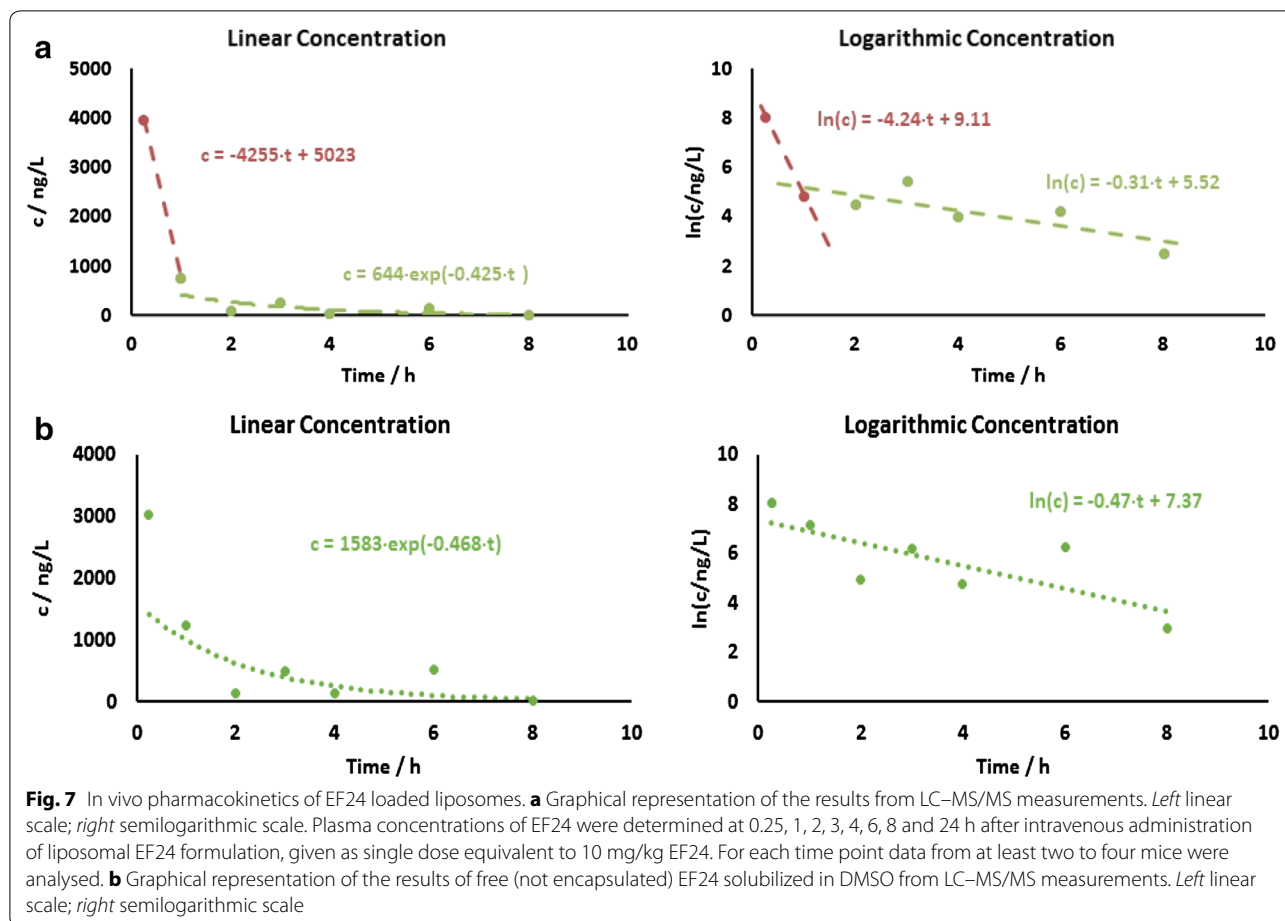 a
Linear Concentration
5000
4000
3000
2000
1000
0
c / ng/L
c = -4255·t + 5023
c = 644·exp(-0.425·t )
0 2 4 6 8 10
Time / h
Logarithmic Concentration
10
8
6
4
2
0
ln(c/ng/L)
ln(c) = -4.24·t + 9.11
ln(c) = -0.31·t + 5.52
0 2 4 6 8 10
Time / h
b
Linear Concentration
4000
3000
2000
1000
0
c / ng/L
c = 1583·exp(-0.468·t)
0 2 4 6 8 10
Time / h
Logarithmic Concentration
10
8
6
4
2
0
ln(c/ng/L)
ln(c) = -0.47·t + 7.37
0 2 4 6 8 10
Time / h
Fig. 7 In vivo pharmacokinetics of EF24 loaded liposomes. a Graphical representation of the results from LC–MS/MS measurements. Left linear
scale; right semilogarithmic scale. Plasma concentrations of EF24 were determined at 0.25, 1, 2, 3, 4, 6, 8 and 24 h after intravenous administration
of liposomal EF24 formulation, given as single dose equivalent to 10 mg/kg EF24. For each time point data from at least two to four mice were
analysed. b Graphical representation of the results of free (not encapsulated) EF24 solubilized in DMSO from LC–MS/MS measurements. Left linear
scale; right semilogarithmic scale